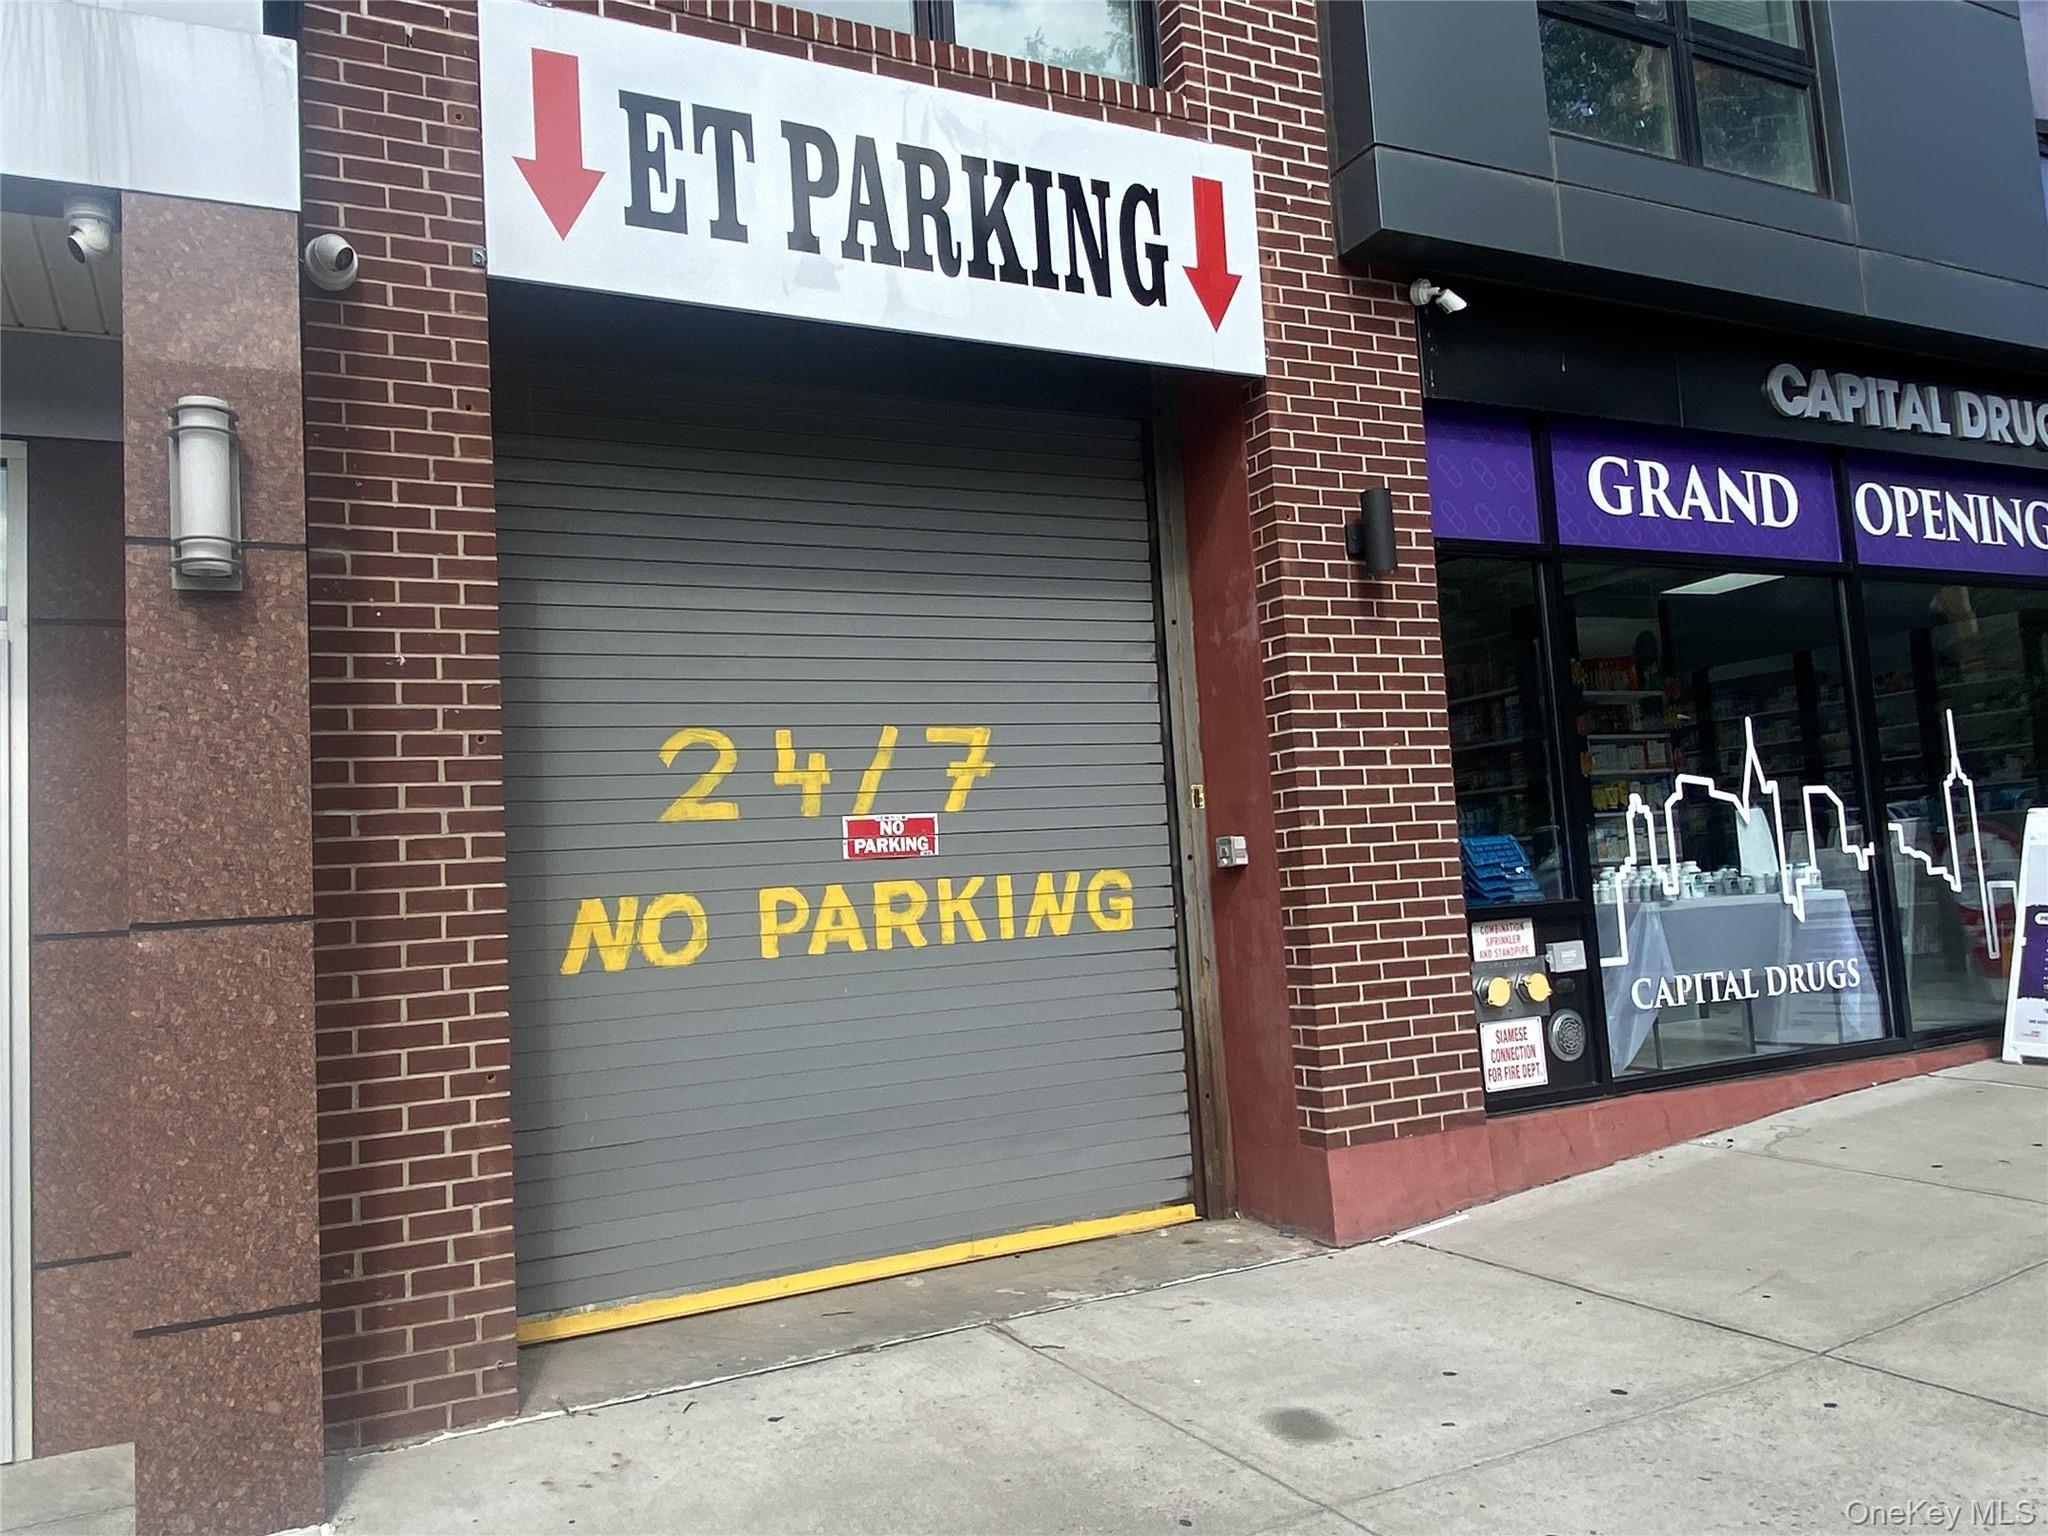 ET PARKING
24/7
NO
PARKING
NO PARKING
CAPITAL DRUG
GRAND
OPENING
COMBINATION
SPRINKLER
AND STANDPIPE
SIAMESE
CONNECTION
FOR FIRE DEPT.
CAPITAL DRUGS
OneKey MLS